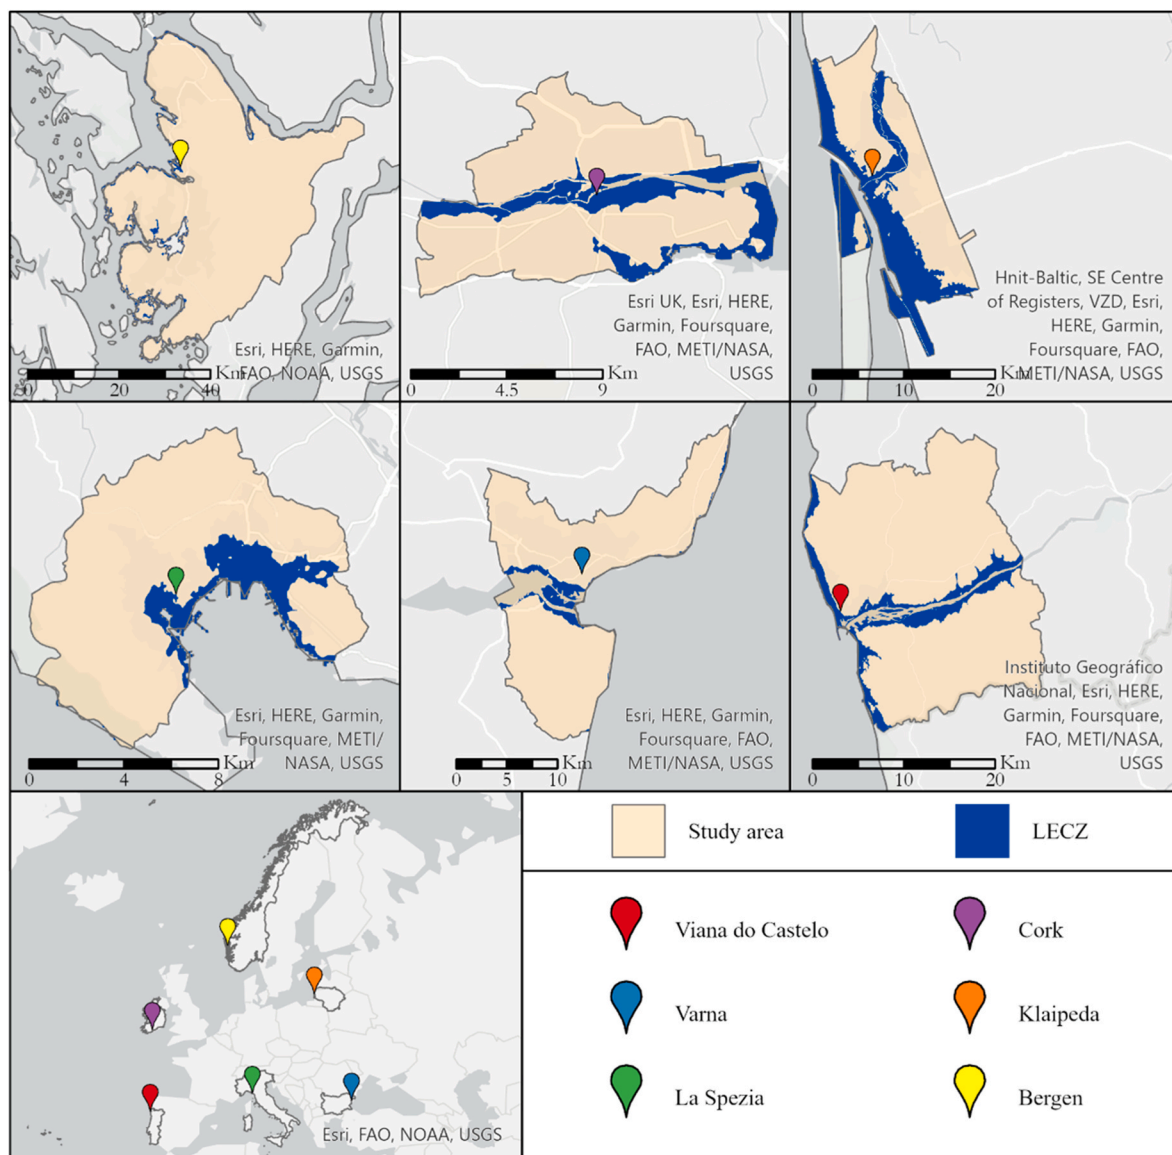 Esri, HERE, Garmin,
FAO, NOAA, USGS
0 20 40 Km
Esri UK, Esri, HERE,
Garmin, Foursquare,
FAO, METI/NASA,
USGS
0 4.5 9 Km
Hnit-Baltic, SE Centre
of Registers, VZD, Esri,
HERE, Garmin,
Foursquare, FAO,
METI/NASA, USGS
0 10 20 Km
Esri, HERE, Garmin,
Foursquare, METI/
NASA, USGS
0 4 8 Km
Esri, HERE, Garmin,
Foursquare, FAO,
METI/NASA, USGS
0 5 10 Km
Instituto Geográfico
Nacional, Esri, HERE,
Garmin, Foursquare,
FAO, METI/NASA,
USGS
0 10 20 Km
Esri, FAO, NOAA, USGS
Study area LECZ
Viana do Castelo Cork
Varna Klaipeda
La Spezia Bergen